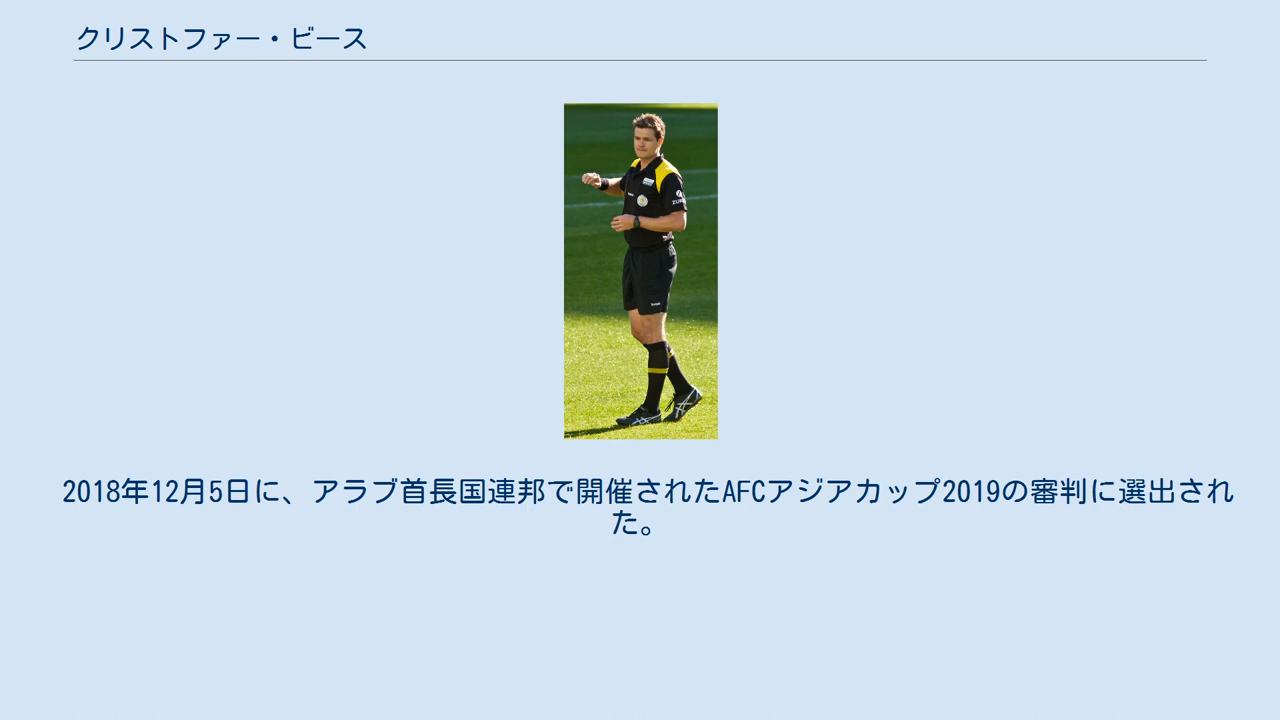 クリストファー・ビース
2018年12月5日に、アラブ首長国連邦で開催されたAFCアジアカップ2019の審判に選出され
た。